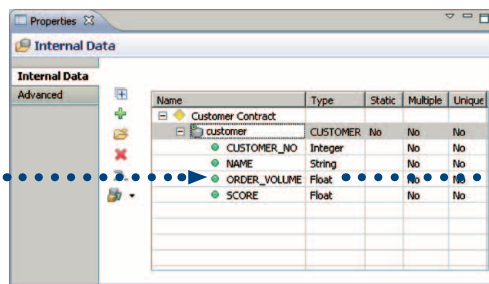 Properties
Internal Data
Internal Data
Advanced
Name Type Static Multiple Unique
Customer Contract
customer CUSTOMER No No No
CUSTOMER_NO Integer No No
NAME String No No
ORDER_VOLUME Float No No
SCORE Float No No